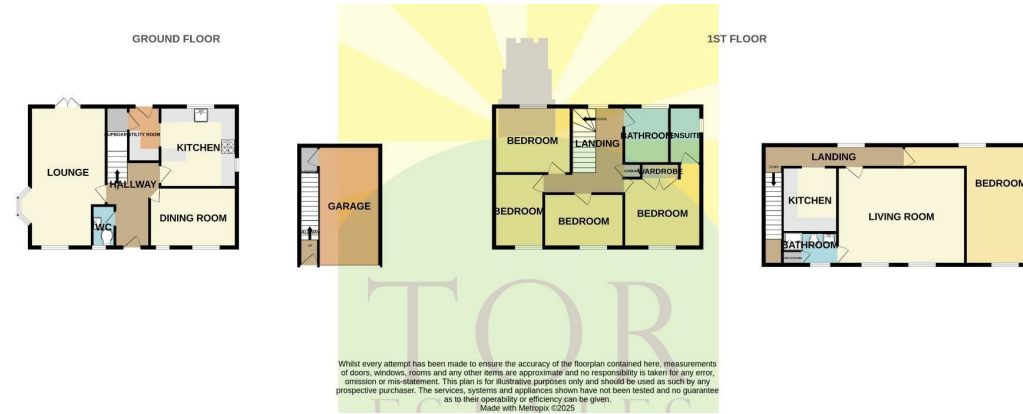 GROUND FLOOR
1ST FLOOR
CUPBOARD
UTILITY ROOM
KITCHEN
LOUNGE
HALLWAY
DINING ROOM
WC
GARAGE
BEDROOM
LANDING
BATHROOM
ENSUITE
WARDROBE
BEDROOM
BEDROOM
BEDROOM
LANDING
KITCHEN
LIVING ROOM
BEDROOM
BATHROOM
TOR
Whilst every attempt has been made to ensure the accuracy of the floorplan contained here, measurements
of doors, windows, rooms and any other items are approximate and no responsibility is taken for any error,
omission or mis-statement. This plan is for illustrative purposes only and should be used as such by any
prospective purchaser. The services, systems and appliances shown have not been tested and no guarantee
as to their operability or efficiency can be given.
Made with Metropix ©2025